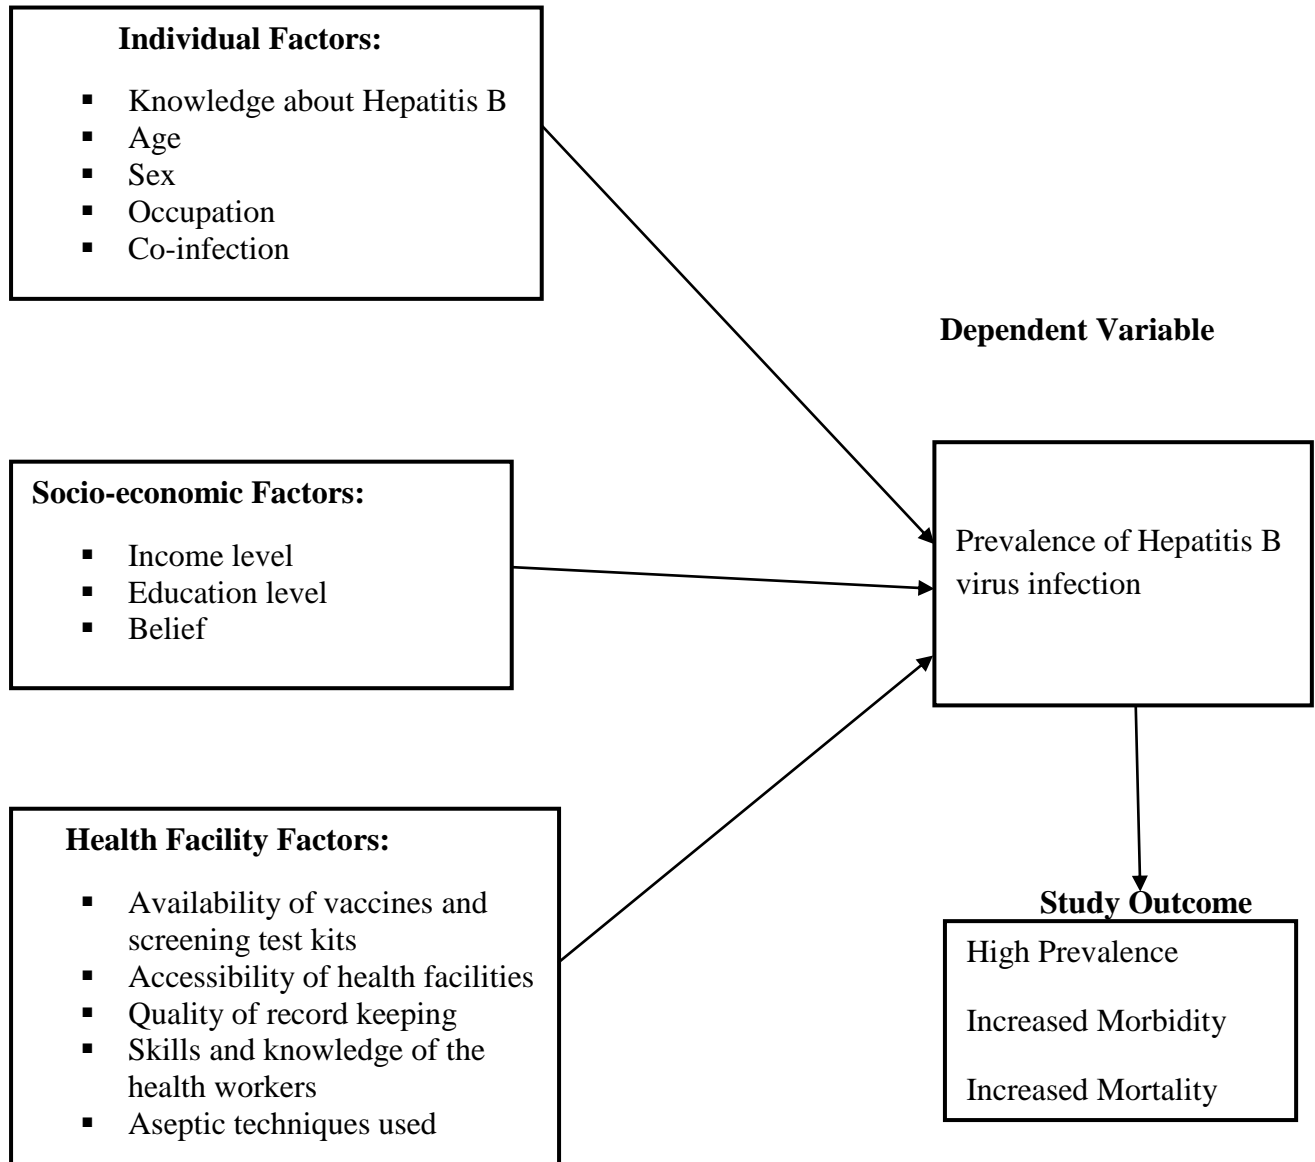 Individual Factors:
▪ Knowledge about Hepatitis B
▪ Age
▪ Sex
▪ Occupation
▪ Co-infection
Socio-economic Factors:
▪ Income level
▪ Education level
▪ Belief
Health Facility Factors:
▪ Availability of vaccines and
screening test kits
▪ Accessibility of health facilities
▪ Quality of record keeping
▪ Skills and knowledge of the
health workers
▪ Aseptic techniques used
Dependent Variable
Prevalence of Hepatitis B
virus infection
Study Outcome
High Prevalence
Increased Morbidity
Increased Mortality